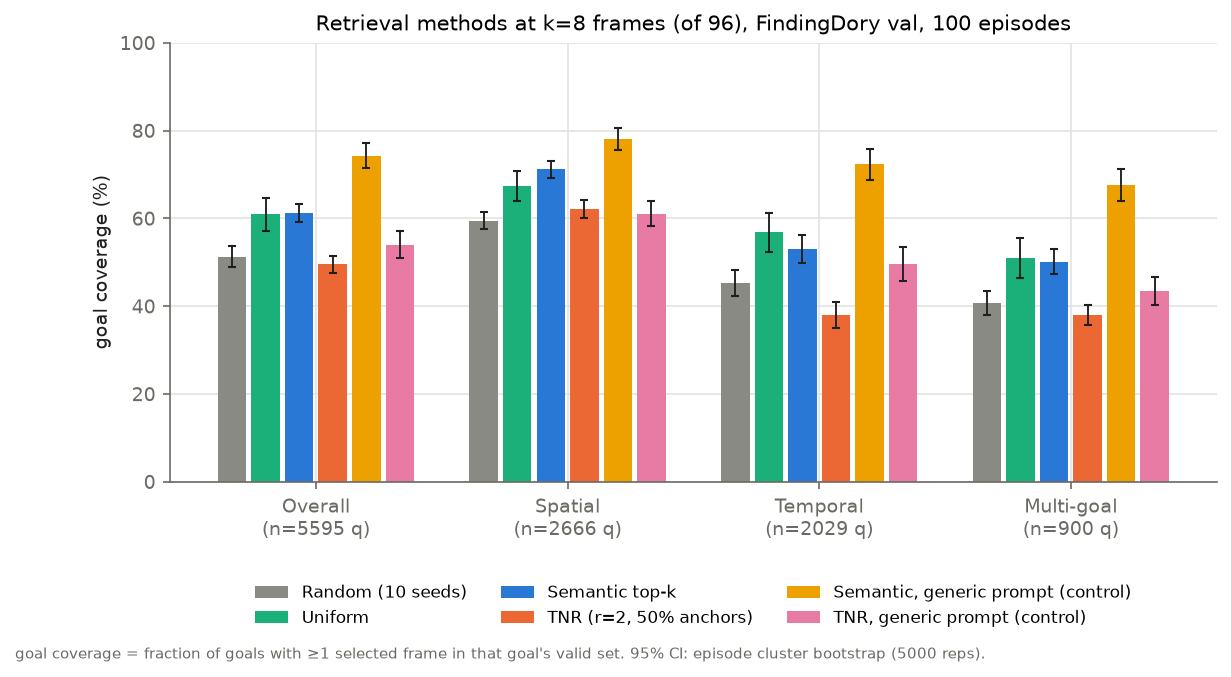 Retrieval methods at k=8 frames (of 96), FindingDory val, 100 episodes
goal coverage (%)
100
80
60
40
20
0
Overall
(n=5595 q)
Spatial
(n=2666 q)
Temporal
(n=2029 q)
Multi-goal
(n=900 q)
Random (10 seeds)
Uniform
Semantic top-k
TNR (r=2, 50% anchors)
Semantic, generic prompt (control)
TNR, generic prompt (control)
goal coverage = fraction of goals with ≥1 selected frame in that goal's valid set. 95% CI: episode cluster bootstrap (5000 reps).